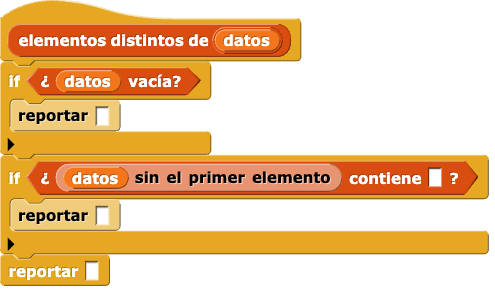 elementos distintos de datos
if ¿ datos vacía?
reportar
if ¿ datos sin el primer elemento contiene ?
reportar
reportar